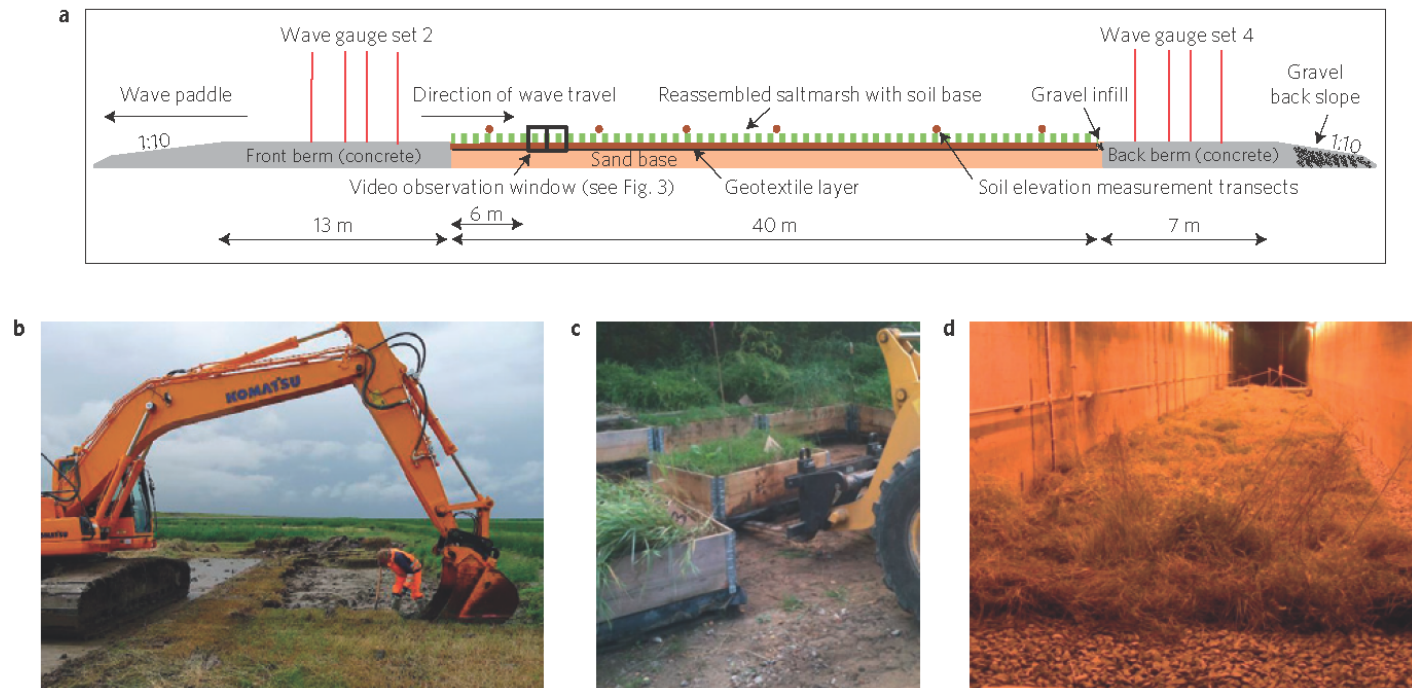 a
Wave gauge set 2
Wave gauge set 4
Wave paddle
Direction of wave travel
Reassembled saltmarsh with soil base
Gravel infill
Gravel
back slope
1:10
Front berm (concrete)
Sand base
Back berm (concrete)
1:10
Video observation window (see Fig. 3)
Geotextile layer
Soil elevation measurement transects
6 m
13 m
40 m
7 m
b
c
d
KOMATSU